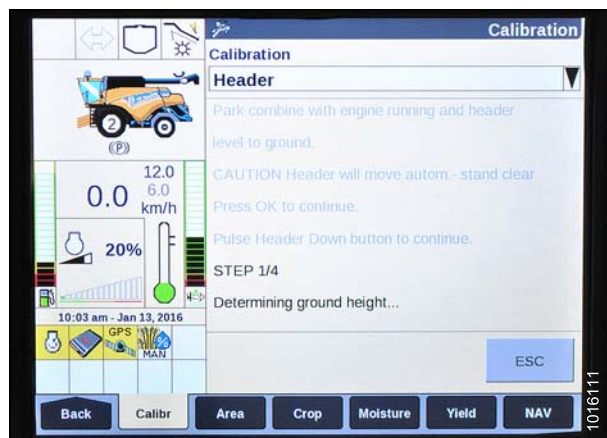 Calibration
Calibration
Header
Park combine with engine running and header
level to ground.
CAUTION Header will move autom.- stand clear
Press OK to continue.
Pulse Header Down button to continue.
STEP 1/4
Determining ground height...
ESC
2
(P)
12.0
0.0
6.0
km/h
20%
10:03 am - Jan 13, 2016
GPS
%
MAN
Back
Calibr
Area
Crop
Moisture
Yield
NAV
1016111